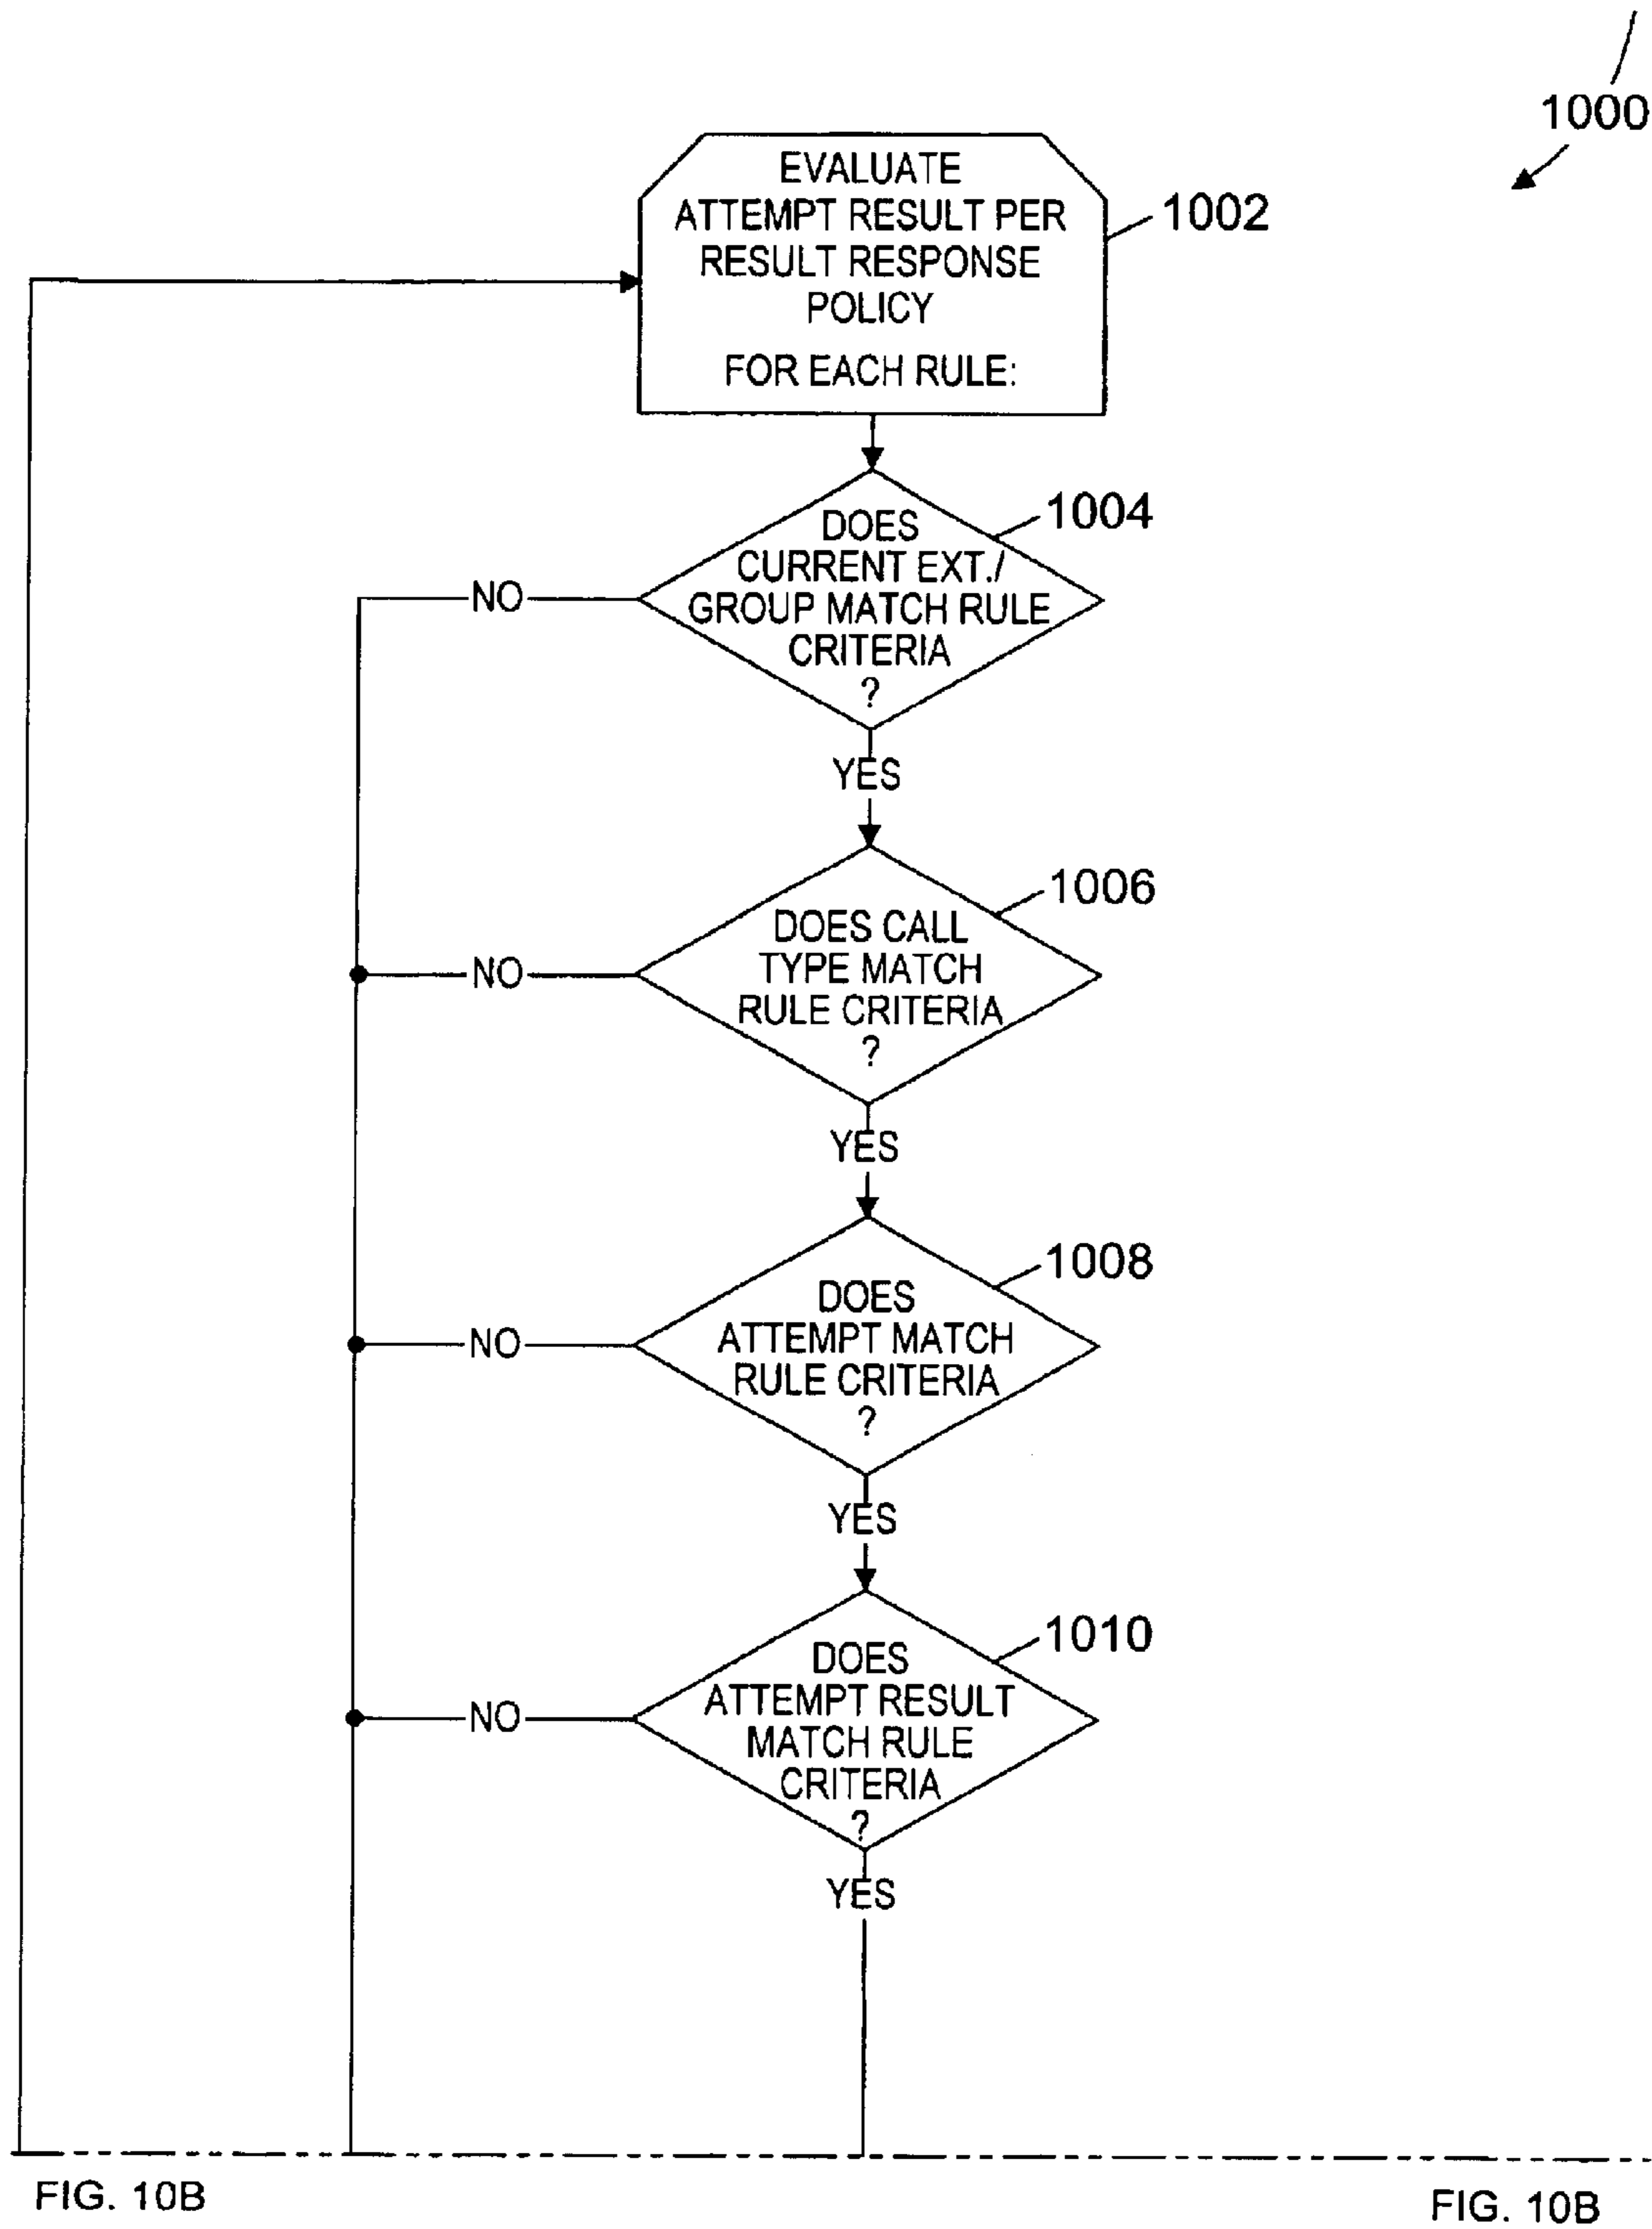 1000
EVALUATE
ATTEMPT RESULT PER
RESULT RESPONSE
POLICY
FOR EACH RULE:
1002
DOES
CURRENT EXT./
GROUP MATCH RULE
CRITERIA
?
1004
NO
YES
DOES CALL
TYPE MATCH
RULE CRITERIA
?
1006
NO
YES
DOES
ATTEMPT MATCH
RULE CRITERIA
?
1008
NO
YES
DOES
ATTEMPT RESULT
MATCH RULE
CRITERIA
?
1010
NO
YES
FIG. 10B
FIG. 10B